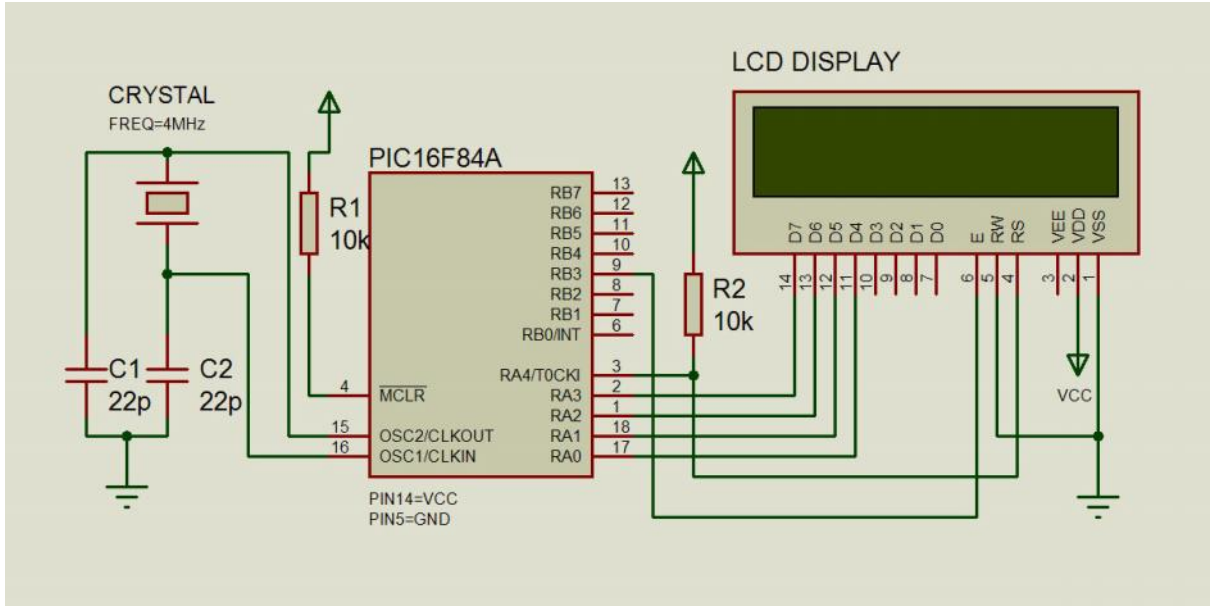 LCD DISPLAY
CRYSTAL
FREQ=4MHz
PIC16F84A
R1
10k
RB7
13
RB6
12
RB5
11
RB4
10
RB3
9
RB2
8
RB1
7
RB0/INT
6
RA4/T0CKI
3
RA3
2
RA2
1
RA1
18
RA0
17
4
MCLR
15
OSC2/CLKOUT
16
OSC1/CLKIN
PIN14=VCC
PIN5=GND
C1
22p
C2
22p
R2
10k
D7
D6
D5
D4
D3
D2
D1
D0
E
RW
RS
VEE
VDD
VSS
14
13
12
11
10
9
8
7
6
5
4
3
2
1
VCC